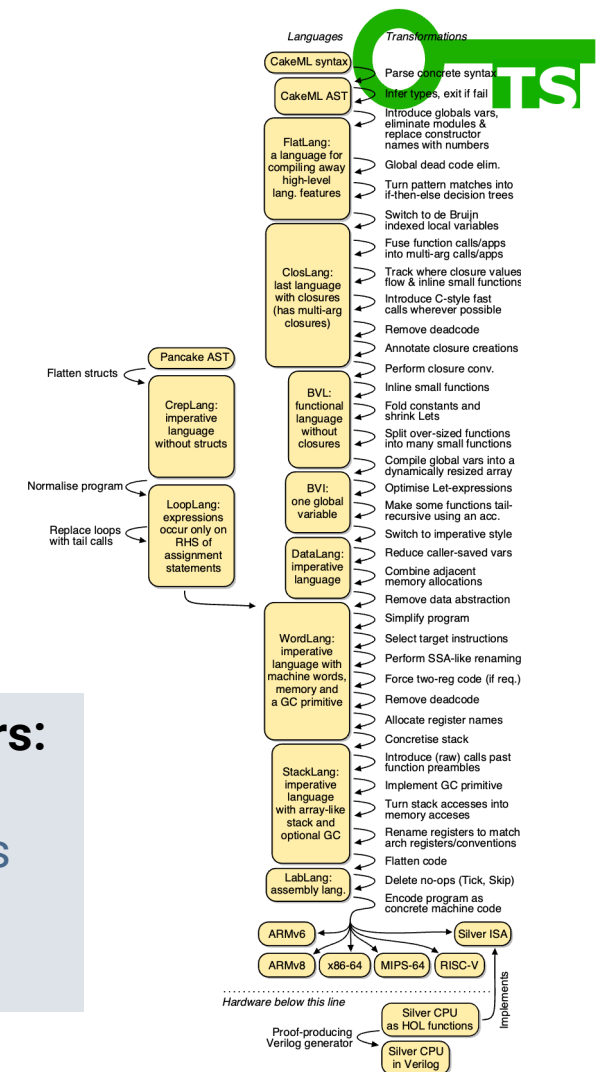 Languages
Transformations
CakeML syntax
Parse concrete syntax
TS
CakeML AST
Infer types, exit if fail
Introduce globals vars,
eliminate modules &
replace constructor
names with numbers
FlatLang:
a language for
compiling away
high-level
lang. features
Global dead code elim.
Turn pattern matches into
if-then-else decision trees
Switch to de Bruijn
indexed local variables
Fuse function calls/apps
into multi-arg calls/apps
ClosLang:
last language
with closures
(has multi-arg
closures)
Track where closure values
flow & inline small functions
Introduce C-style fast
calls wherever possible
Remove deadcode
Annotate closure creations
Perform closure conv.
Pancake AST
Flatten structs
CrepLang:
imperative
language
without structs
BVL:
functional
language
without
closures
Inline small functions
Fold constants and
shrink Lets
Split over-sized functions
into many small functions
Compile global vars into a
dynamically resized array
Normalise program
LoopLang:
expressions
occur only on
RHS of
assignment
statements
Replace loops
with tail calls
BVI:
one global
variable
Optimise Let-expressions
Make some functions tail-
recursive using an acc.
Switch to imperative style
DataLang:
imperative
language
Reduce caller-saved vars
Combine adjacent
memory allocations
Remove data abstraction
WordLang:
imperative
language with
machine words,
memory and
a GC primitive
Simplify program
Select target instructions
Perform SSA-like renaming
Force two-reg code (if req.)
Remove deadcode
Allocate register names
Concretise stack
rs:
s
StackLang:
imperative
language
with array-like
stack and
optional GC
Introduce (raw) calls past
function preambles
Implement GC primitive
Turn stack accesses into
memory acceses
Rename registers to match
arch registers/conventions
Flatten code
LabLang:
assembly lang.
Delete no-ops (Tick, Skip)
Encode program as
concrete machine code
ARMv6
Silver ISA
ARMv8
x86-64
MIPS-64
RISC-V
Hardware below this line
Implements
Silver CPU
as HOL functions
Proof-producing
Verilog generator
Silver CPU
in Verilog